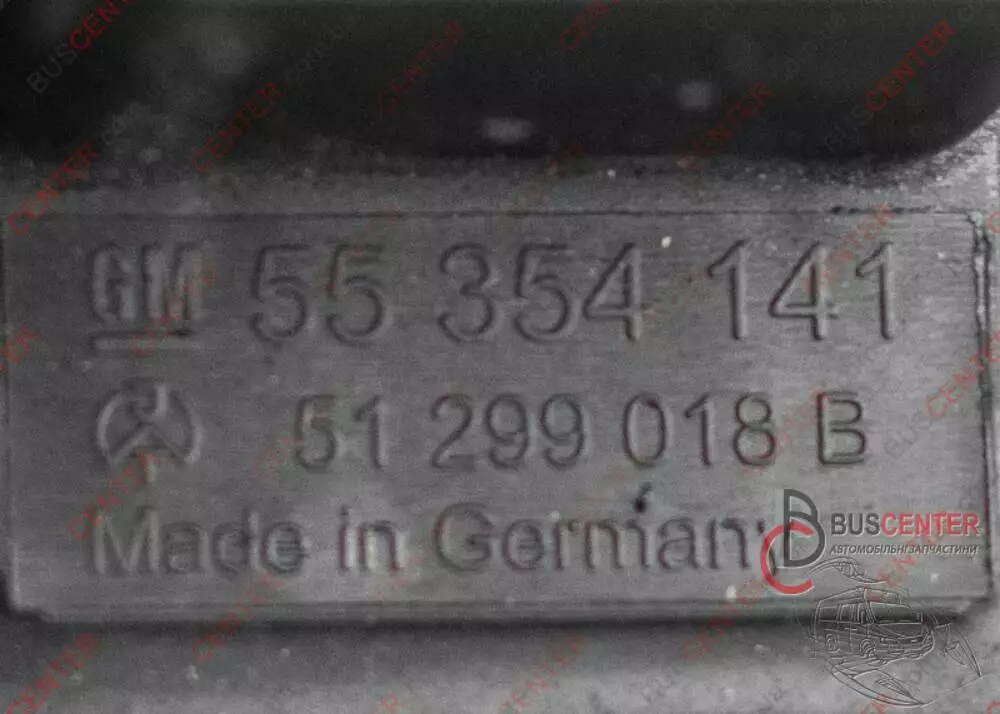 GM 55 354 141
51 299 018 B
Made in Germany
BUSCENTER
АВТОМОБІЛЬНІ ЗАПЧАСТИНИ